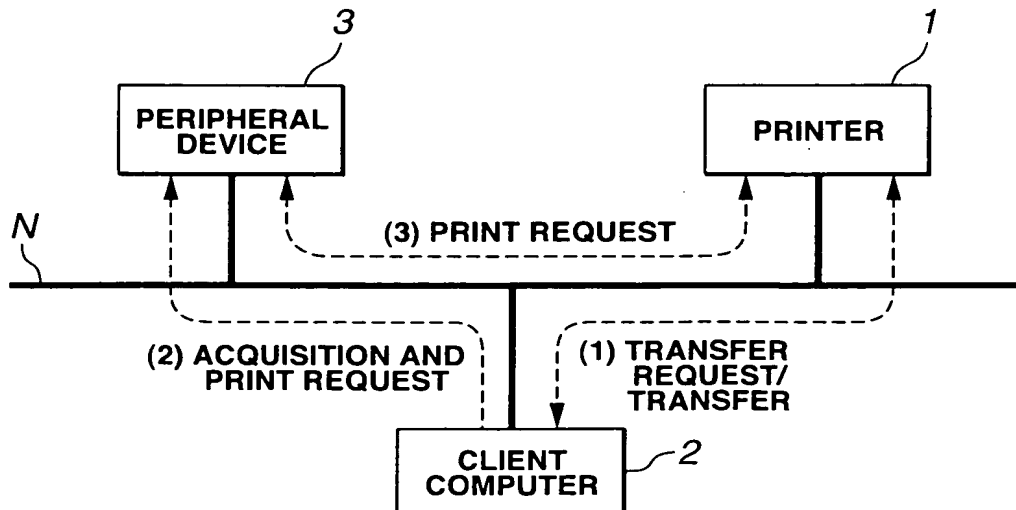 3
1
PERIPHERAL
DEVICE
PRINTER
N
(3) PRINT REQUEST
(2) ACQUISITION AND
PRINT REQUEST
(1) TRANSFER
REQUEST/
TRANSFER
CLIENT
COMPUTER
2